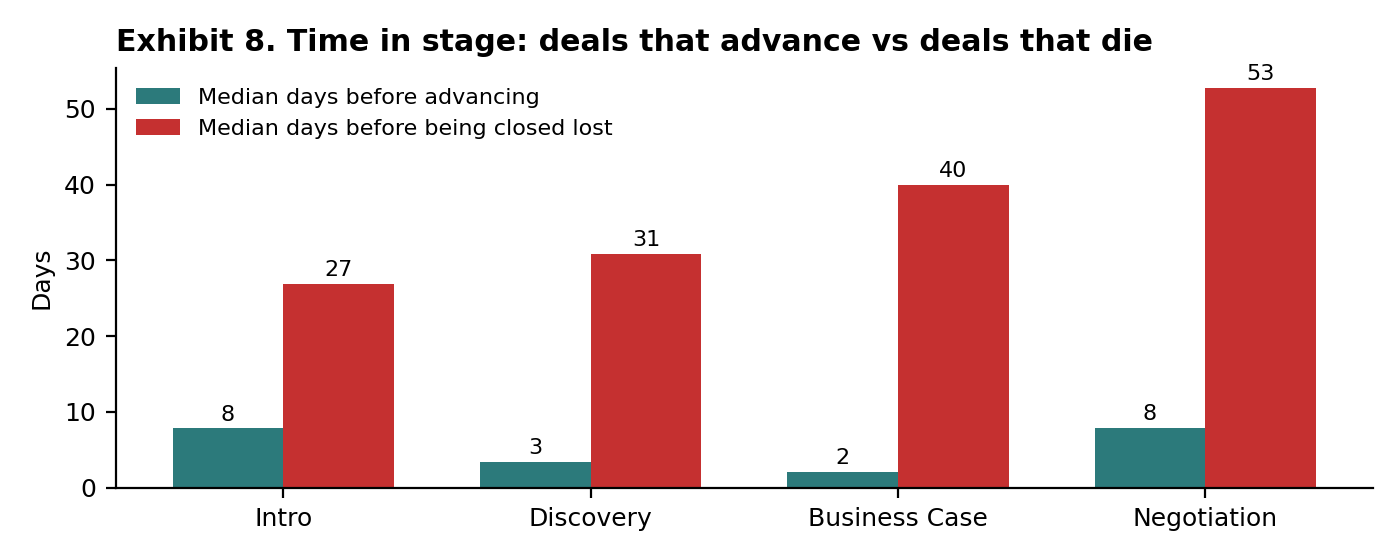 Exhibit 8. Time in stage: deals that advance vs deals that die
Median days before advancing
Median days before being closed lost
Days
50
40
30
20
10
0
8
27
3
31
2
40
8
53
Intro
Discovery
Business Case
Negotiation